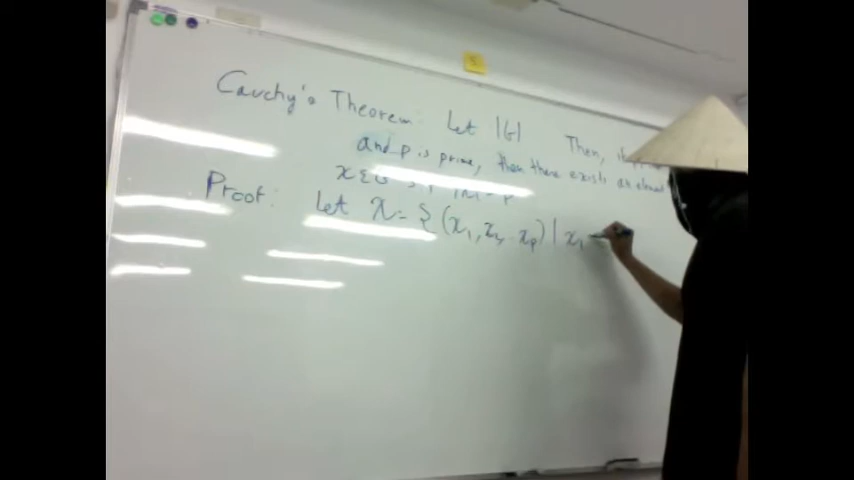 Cauchy's Theorem: Let |G| Then,
and p is prime, then there exists an element
Proof: Let X = { (x₁, x₂, .. xₚ) | x₁